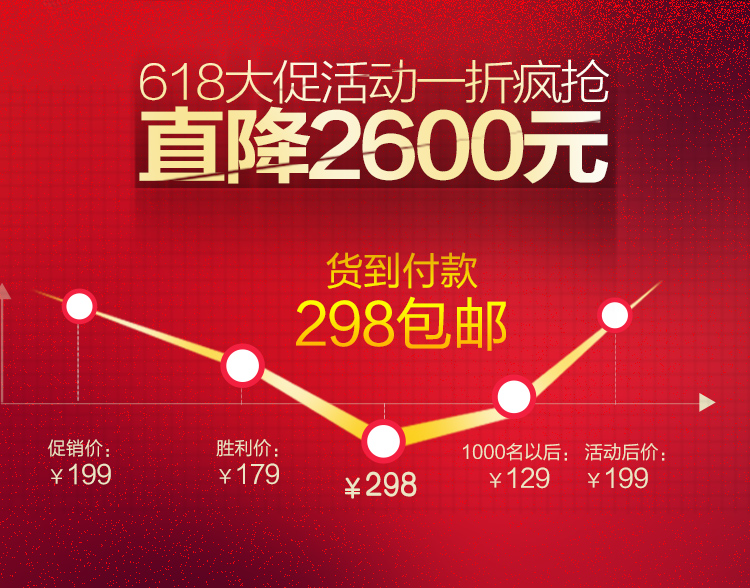 618大促活动一折疯抢
直降2600元
货到付款
298包邮
促销价：
￥199
胜利价：
￥179
￥298
1000名以后：
￥129
活动后价：
￥199